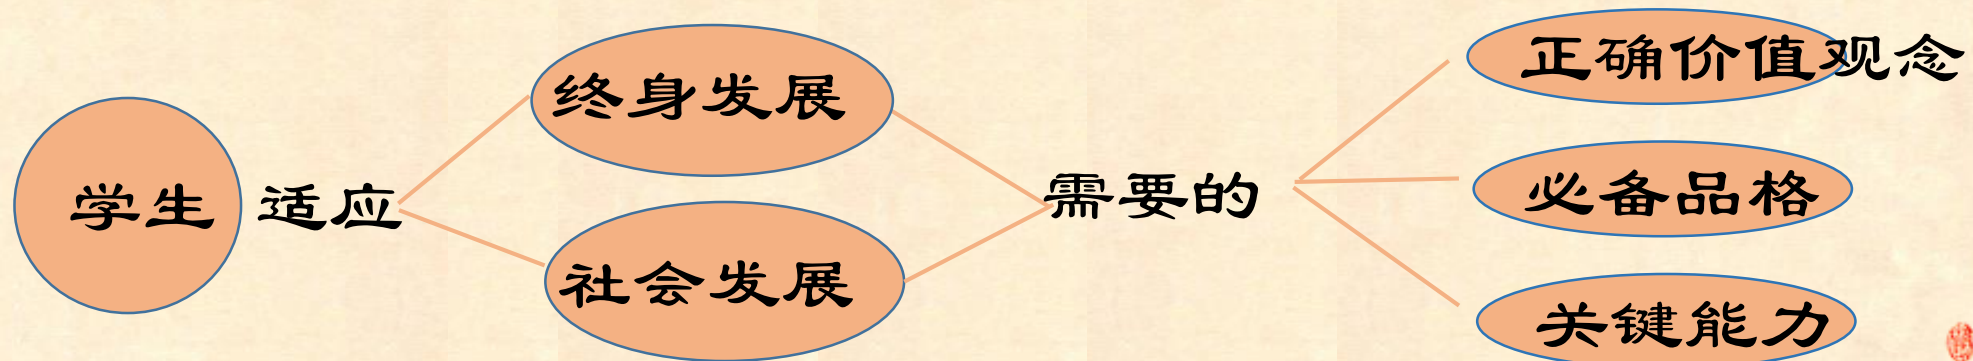 学生
适应
终身发展
社会发展
需要的
正确价值观念
必备品格
关键能力